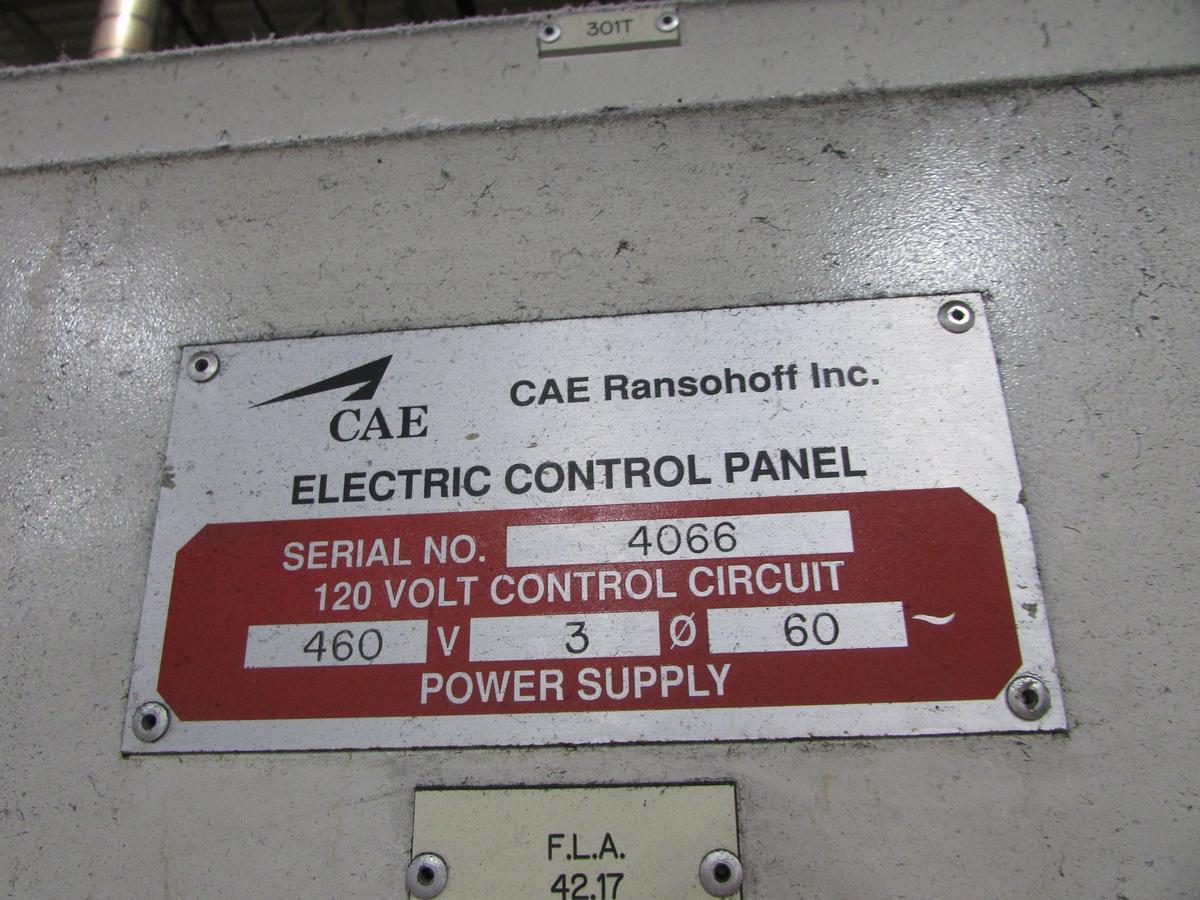 301T
CAE
CAE Ransohoff Inc.
ELECTRIC CONTROL PANEL
SERIAL NO. 4066
120 VOLT CONTROL CIRCUIT
460 V 3 Ø 60 ~
POWER SUPPLY
F.L.A.
42.17